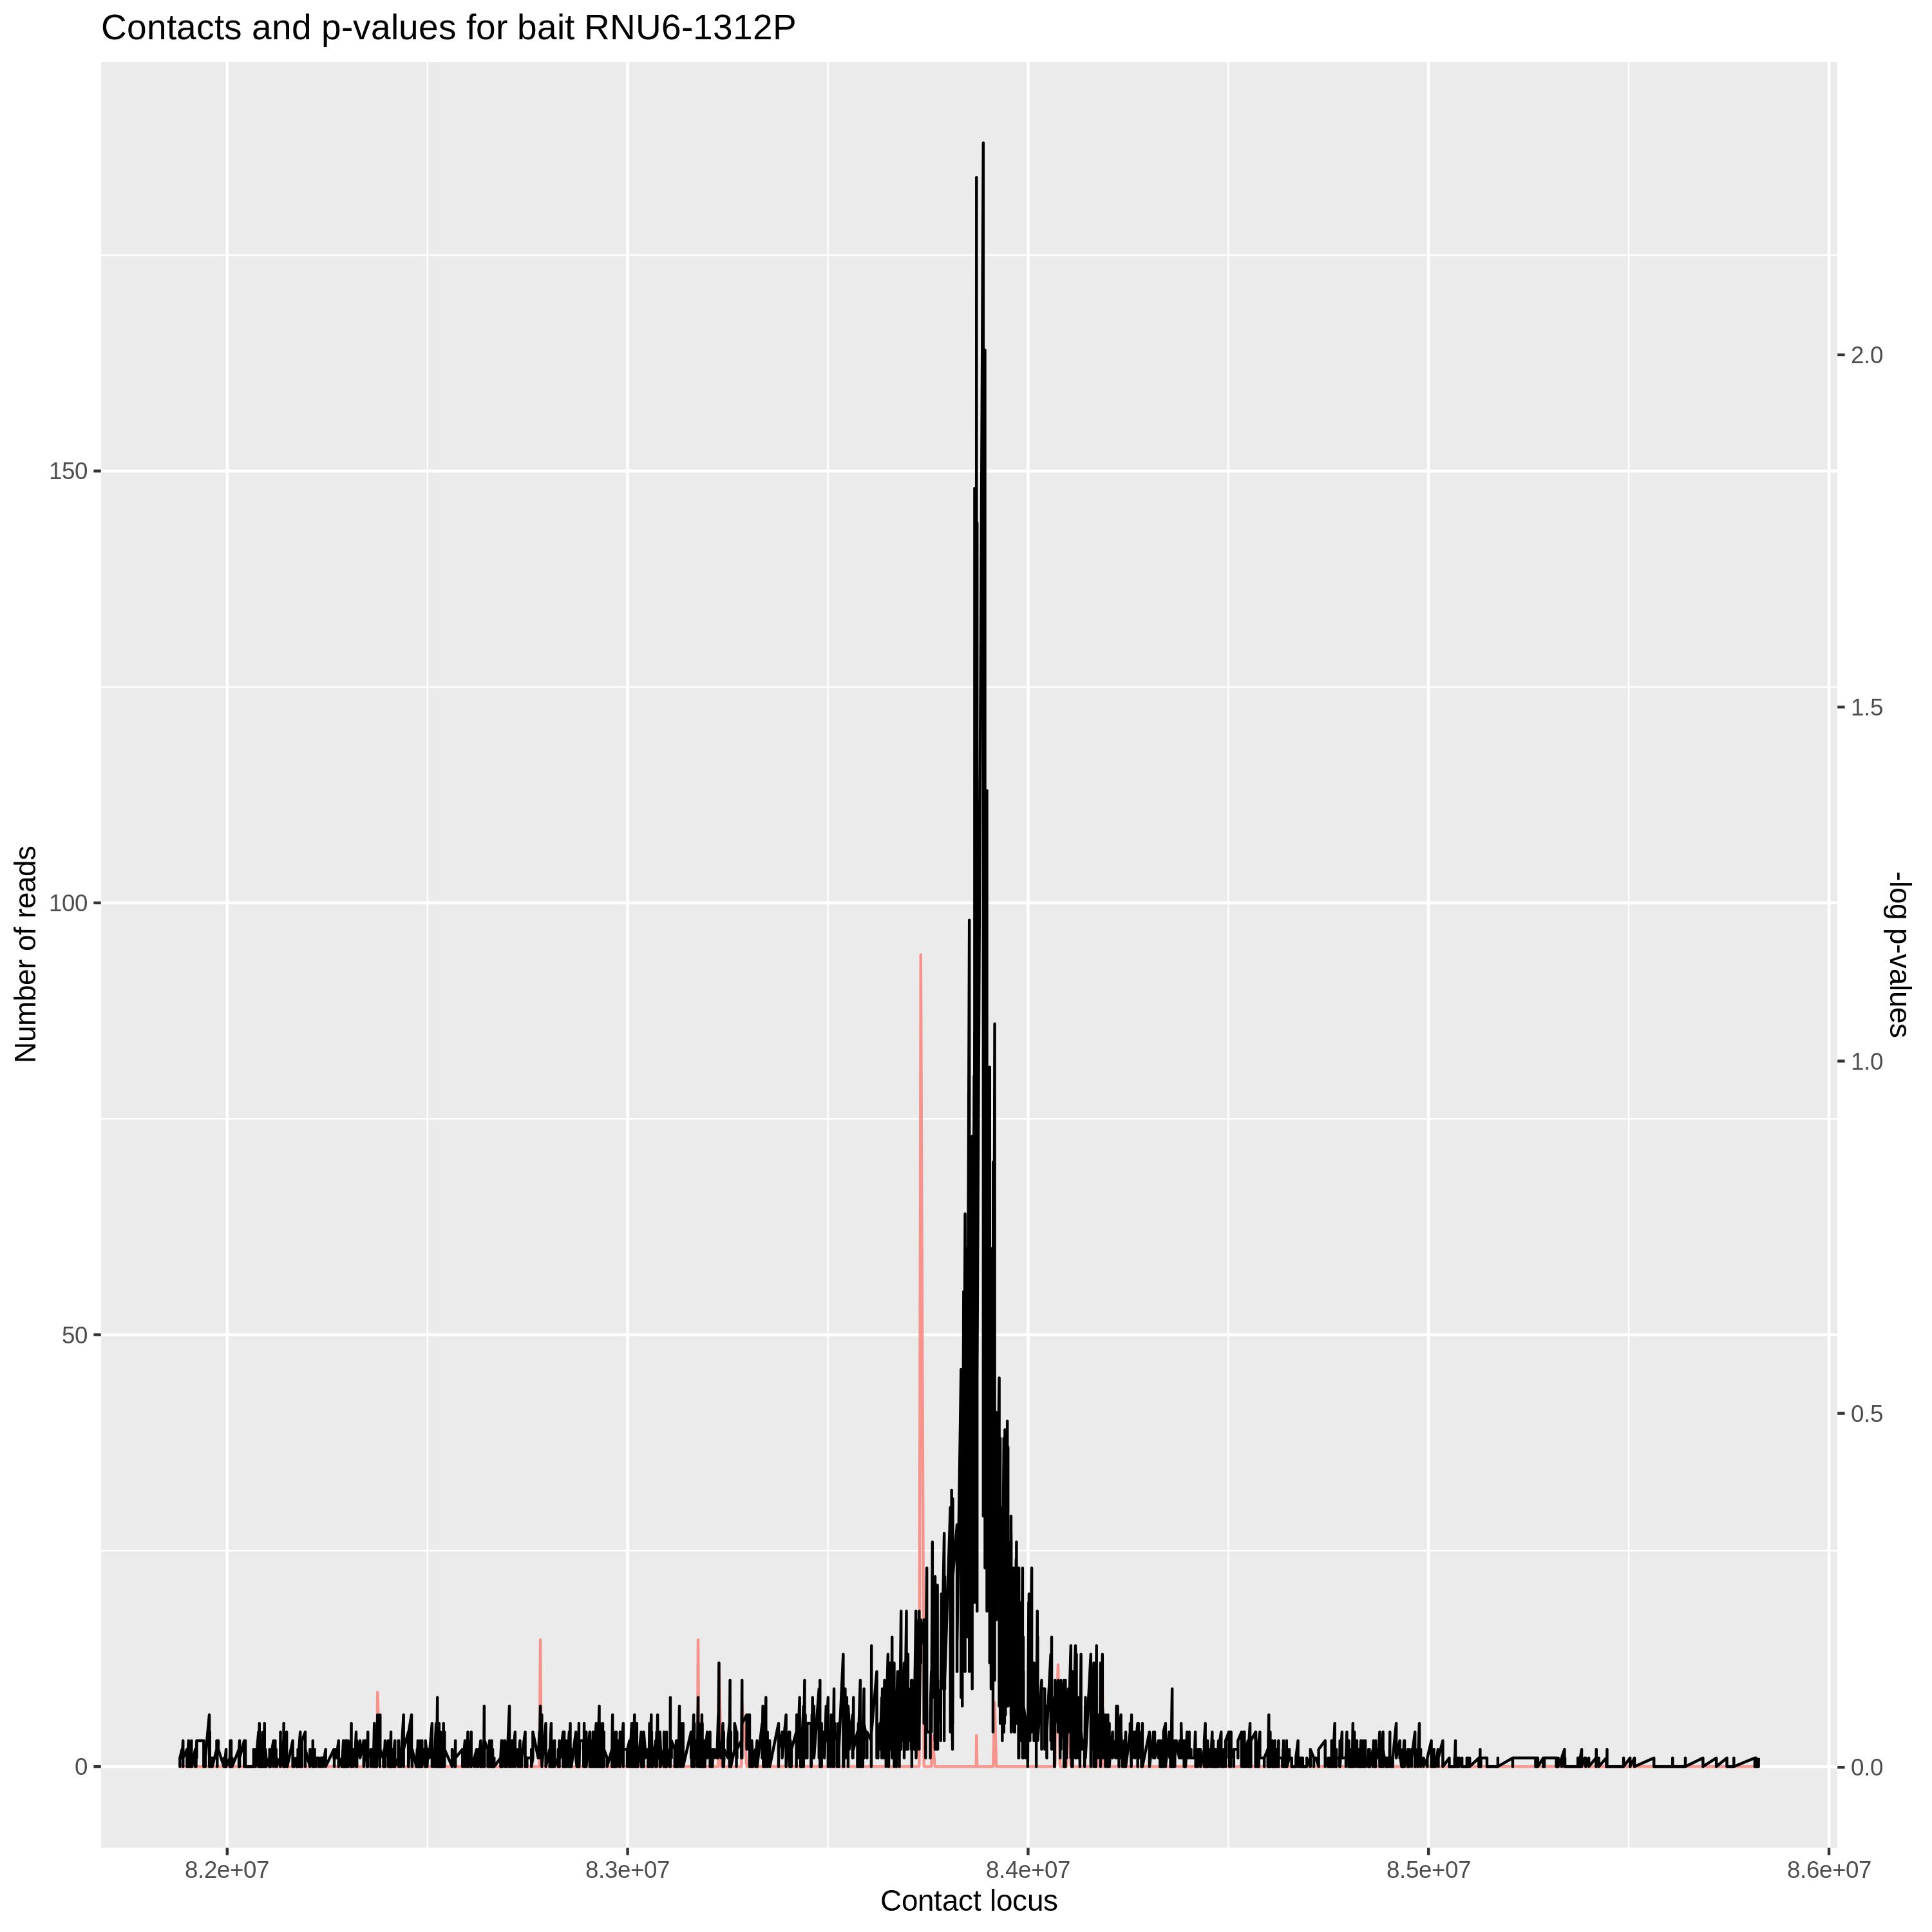 Contacts and p-values for bait RNU6-1312P
Number of reads
150
100
50
0
2.0
1.5
1.0
0.5
0.0
-log p-values
8.2e+07
8.3e+07
8.4e+07
8.5e+07
8.6e+07
Contact locus